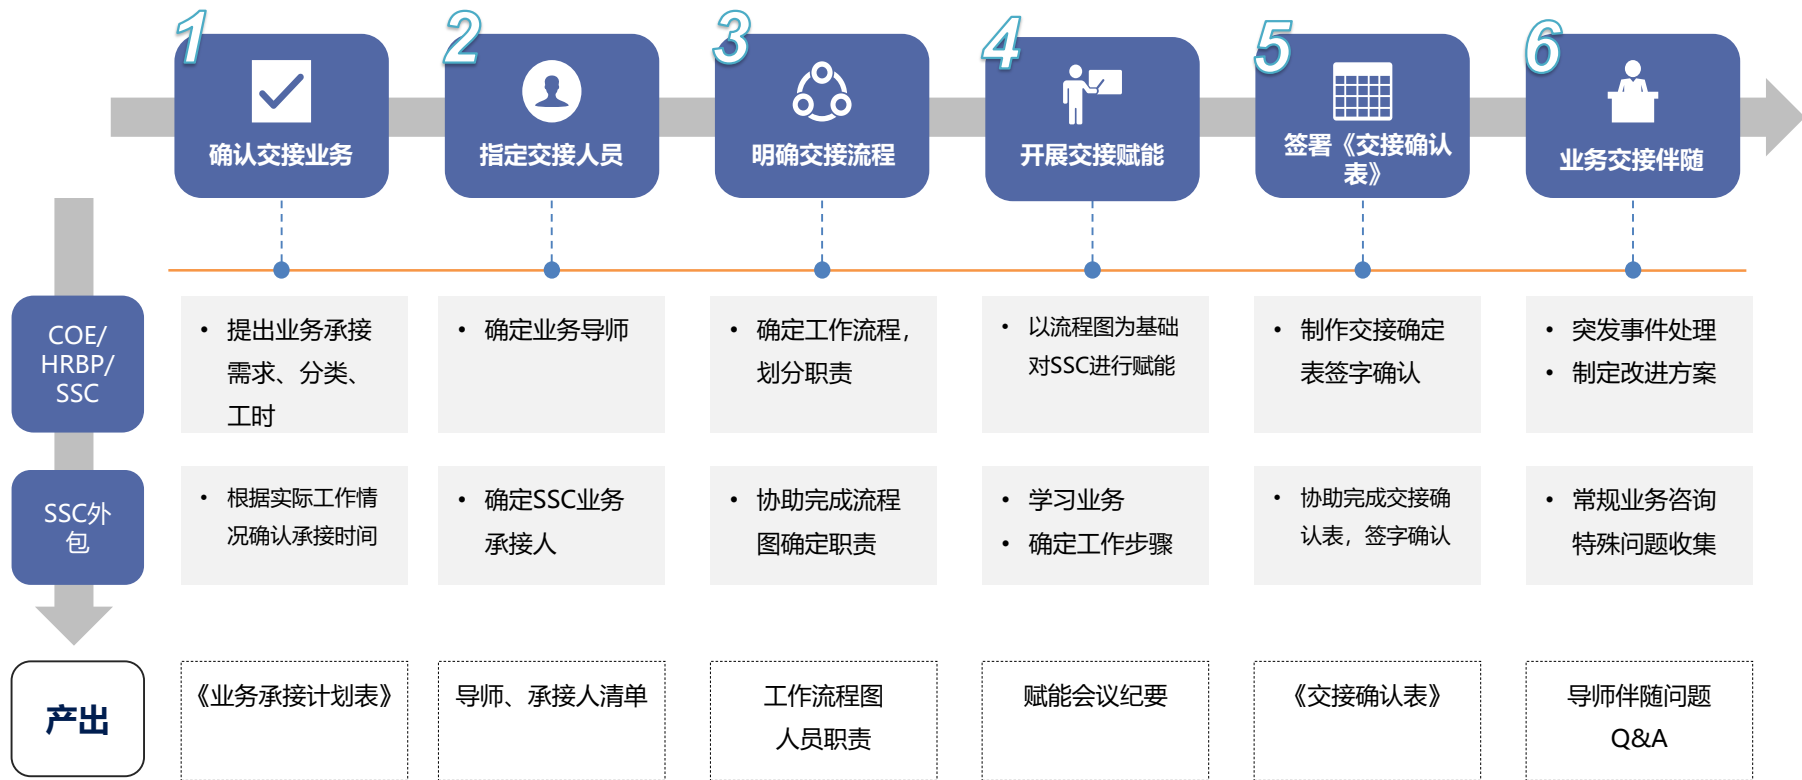 1
2
3
4
5
6
确认交接业务
指定交接人员
明确交接流程
开展交接赋能
签署《交接确认
表》
业务交接伴随
COE/
HRBP/
SSC
• 提出业务承接
需求、分类、
工时
• 确定业务导师
• 确定工作流程，
划分职责
• 以流程图为基础
对SSC进行赋能
• 制作交接确定
表签字确认
• 突发事件处理
• 制定改进方案
SSC外
包
• 根据实际工作情
况确认承接时间
• 确定SSC业务
承接人
• 协助完成流程
图确定职责
• 学习业务
• 确定工作步骤
• 协助完成交接确
认表，签字确认
• 常规业务咨询
特殊问题收集
产出
《业务承接计划表》
导师、承接人清单
工作流程图
人员职责
赋能会议纪要
《交接确认表》
导师伴随问题
Q&A